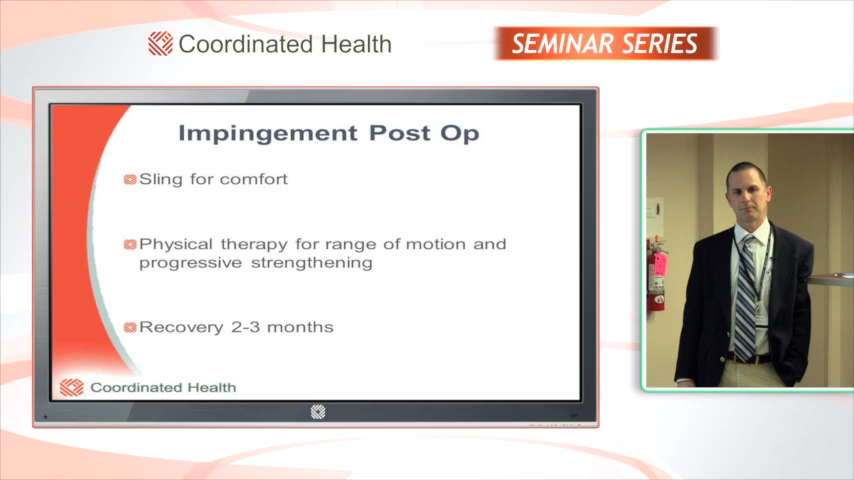 Coordinated Health
SEMINAR SERIES
Impingement Post Op
Sling for comfort
Physical therapy for range of motion and
progressive strengthening
Recovery 2-3 months
Coordinated Health